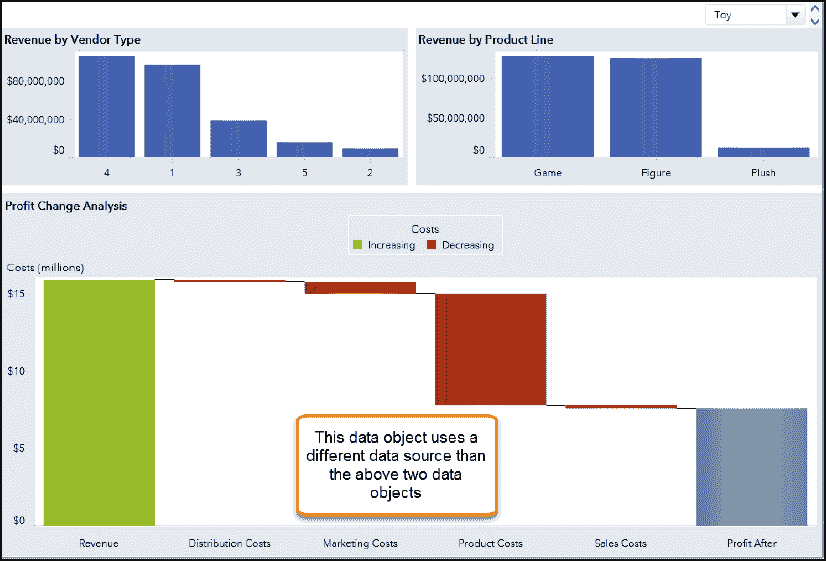 Toy
Revenue by Vendor Type
$80,000,000
$40,000,000
$0
4 1 3 5 2
Revenue by Product Line
$100,000,000
$50,000,000
$0
Game Figure Plush
Profit Change Analysis
Costs
Increasing Decreasing
Costs (millions)
$15
$10
$5
$0
This data object uses a
different data source than
the above two data
objects
Revenue Distribution Costs Marketing Costs Product Costs Sales Costs Profit After